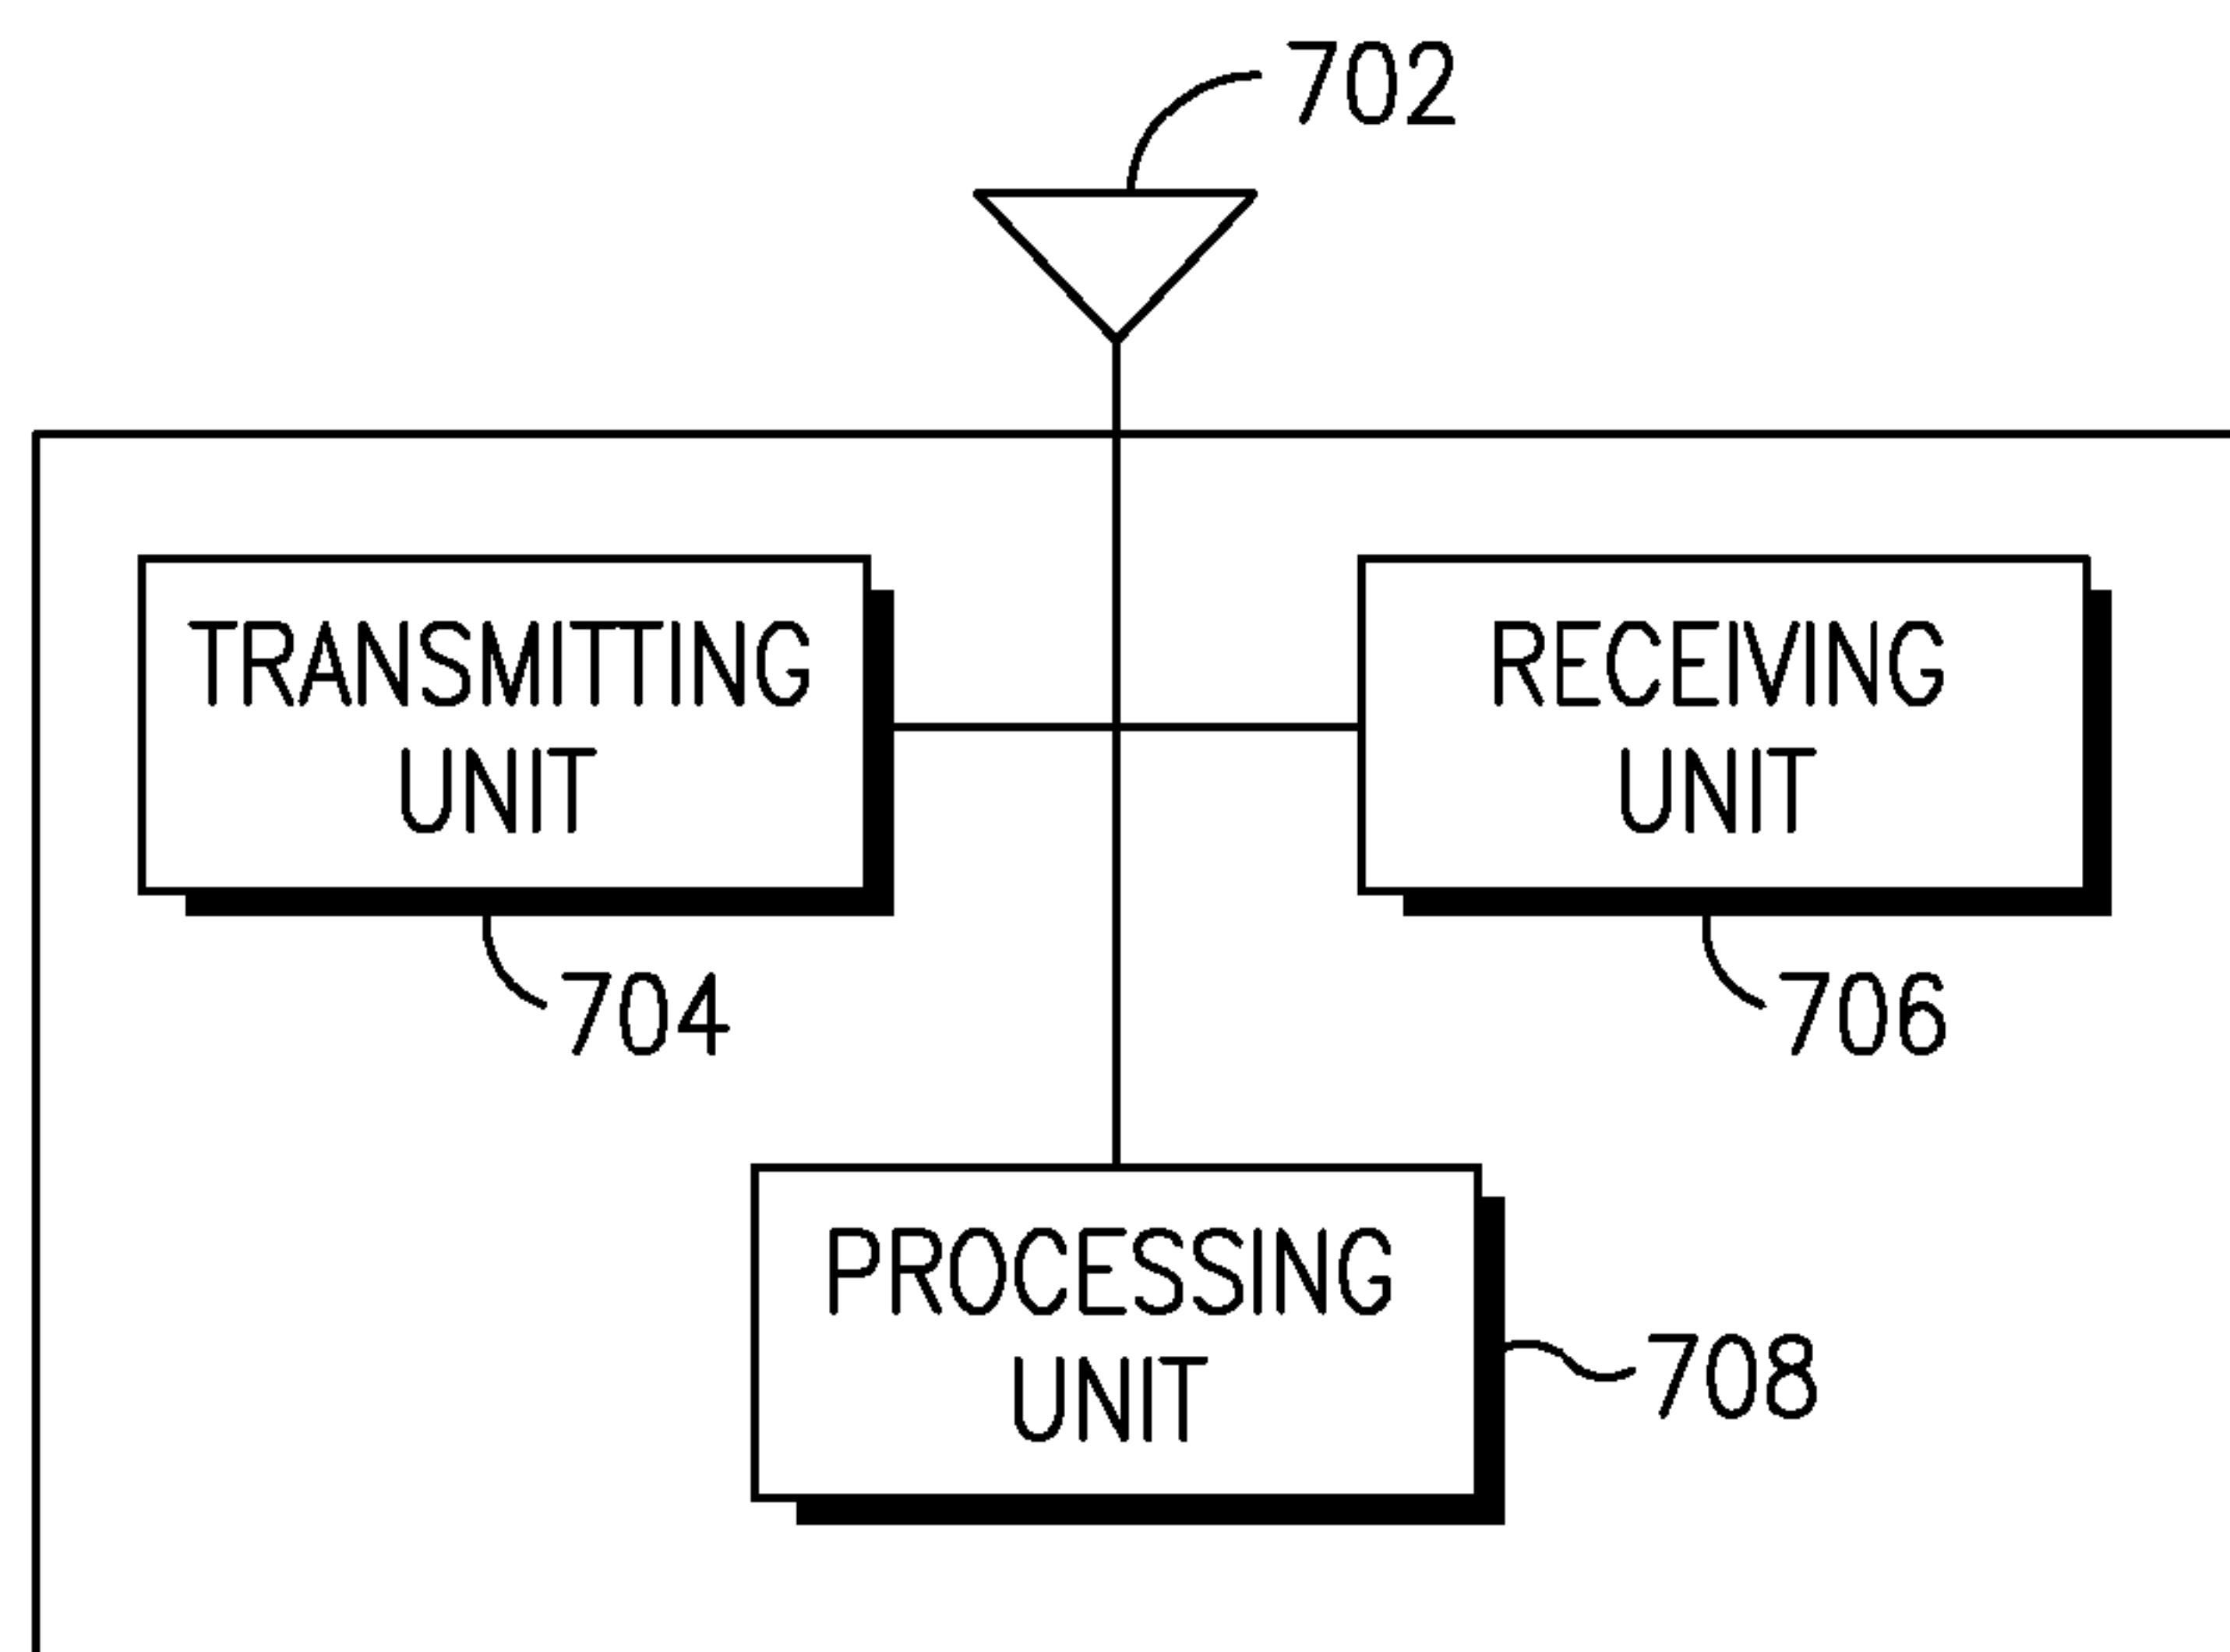 702
TRANSMITTING
UNIT
704
RECEIVING
UNIT
706
PROCESSING
UNIT
708